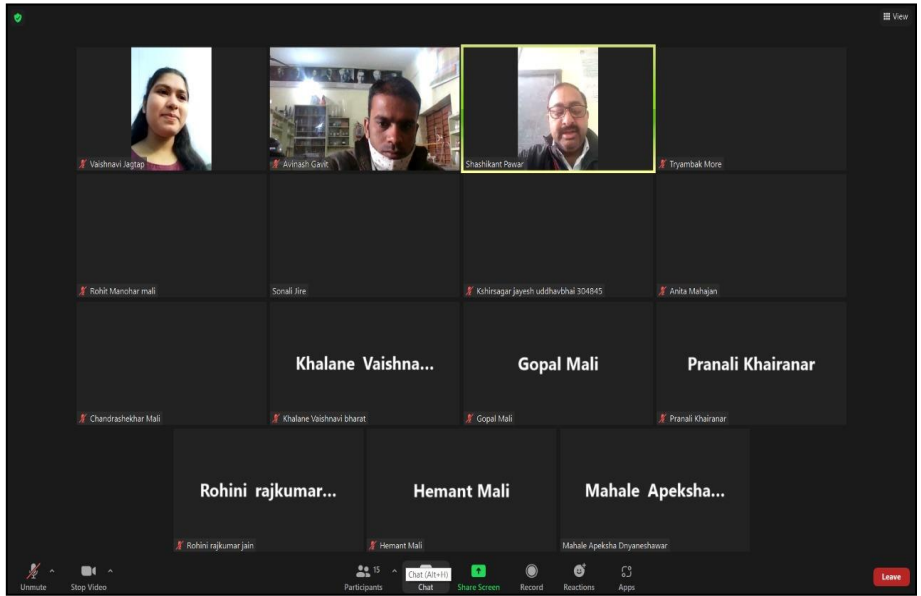 View
Vaishnavi Jagtap
Avinash Gavit
Shashikant Pawar
Tryambak More
Rohit Manohar mali
Sonali Jire
Kshirsagar jayesh uddhavbhai 304845
Anita Mahajan
Chandrashekhar Mali
Khalane Vaishna...
Khalane Vaishnavi bharat
Gopal Mali
Gopal Mali
Pranali Khairanar
Pranali Khairanar
Rohini rajkumar...
Rohini rajkumar jain
Hemant Mali
Hemant Mali
Mahale Apeksha...
Mahale Apeksha Dnyaneshawar
Unmute
Stop Video
15
Participants
Chat (Alt+H)
Chat
Share Screen
Record
Reactions
Apps
Leave